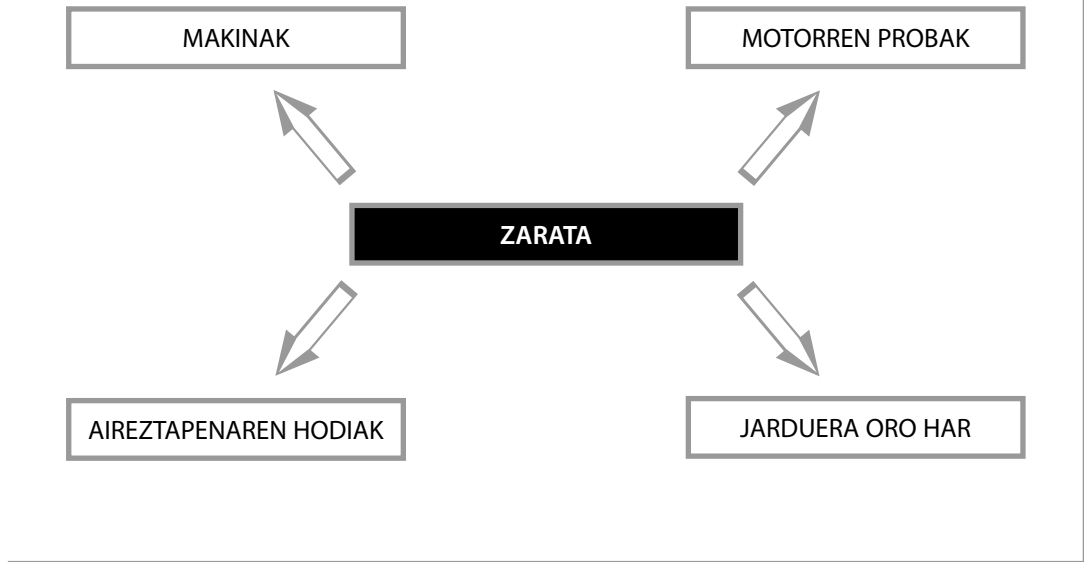 MAKINAK
MOTORREN PROBAK
ZARATA
AIREZTAPENAREN HODIAK
JARDUERA ORO HAR